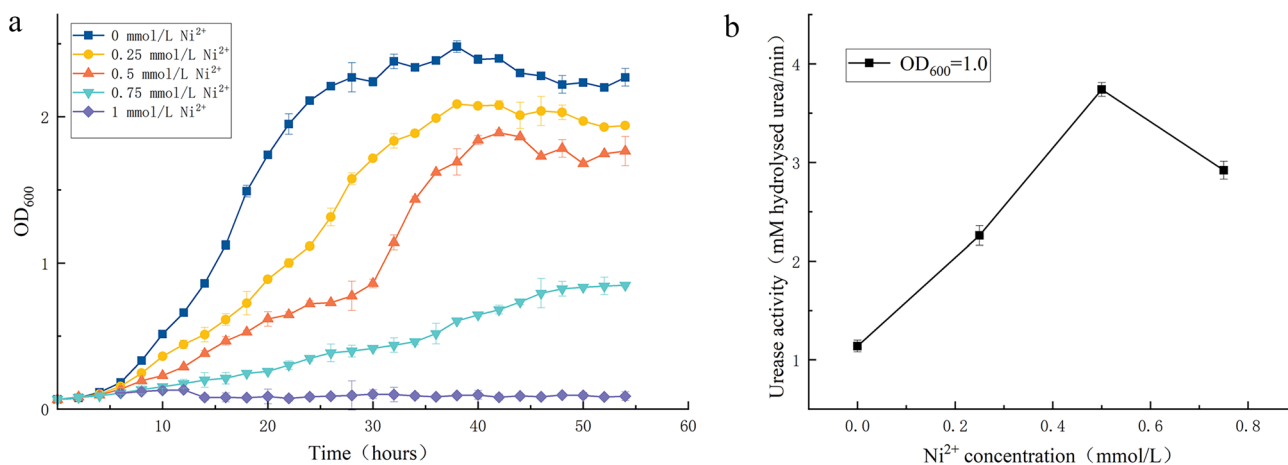 a
0 mmol/L Ni²⁺
0.25 mmol/L Ni²⁺
0.5 mmol/L Ni²⁺
0.75 mmol/L Ni²⁺
1 mmol/L Ni²⁺
OD₆₀₀
2
1
0
10 20 30 40 50 60
Time（hours）
b
OD₆₀₀=1.0
Urease activity（mM hydrolysed urea/min）
4
3
2
1
0.0 0.2 0.4 0.6 0.8
Ni²⁺ concentration（mmol/L）